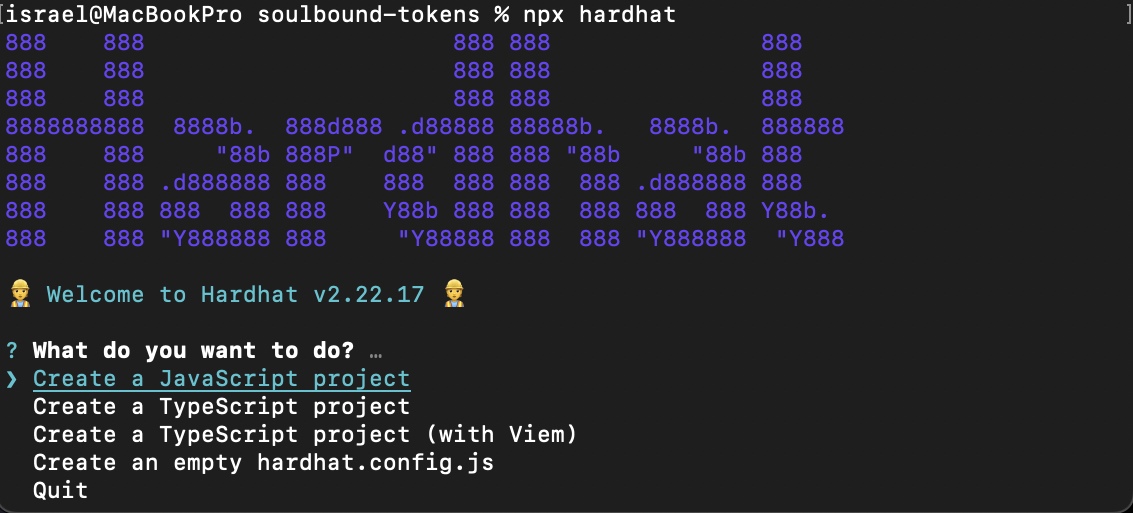 [israel@MacBookPro soulbound-tokens % npx hardhat ]
888    888                      888 888               888
888    888                      888 888               888
888    888                      888 888               888
8888888888  8888b.  888d888 .d88888 88888b.   8888b.  888888
888    888     "88b 888P"  d88" 888 888 "88b     "88b 888
888    888 .d888888 888    888  888 888  888 .d888888 888
888    888 888  888 888    Y88b 888 888  888 888  888 Y88b.
888    888 "Y888888 888     "Y88888 888  888 "Y888888  "Y888
👷 Welcome to Hardhat v2.22.17 👷
? What do you want to do? …
❯ Create a JavaScript project
Create a TypeScript project
Create a TypeScript project (with Viem)
Create an empty hardhat.config.js
Quit